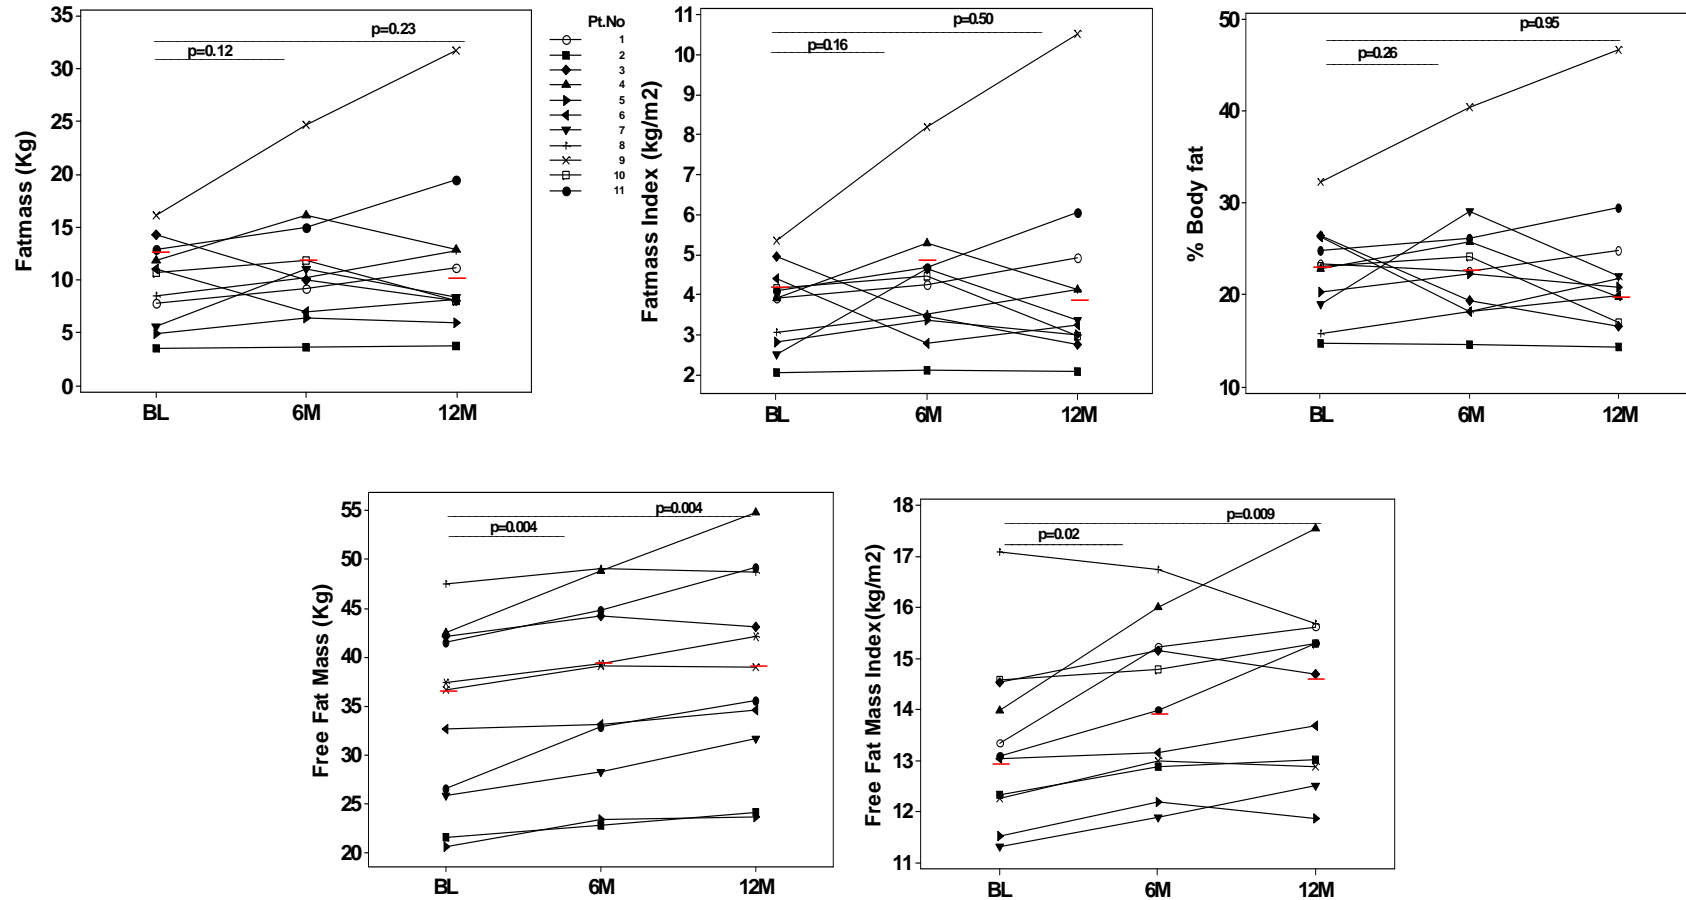 Fatmass (Kg)
35
30
25
20
15
10
5
0
p=0.23
p=0.12
BL 6M 12M
Pt.No
1
2
3
4
5
6
7
8
9
10
11
Fatmass Index (kg/m2)
11
10
9
8
7
6
5
4
3
2
p=0.50
p=0.16
BL 6M 12M
% Body fat
50
40
30
20
10
p=0.95
p=0.26
BL 6M 12M
Free Fat Mass (Kg)
55
50
45
40
35
30
25
20
p=0.004
p=0.004
BL 6M 12M
Free Fat Mass Index(kg/m2)
18
17
16
15
14
13
12
11
p=0.009
p=0.02
BL 6M 12M